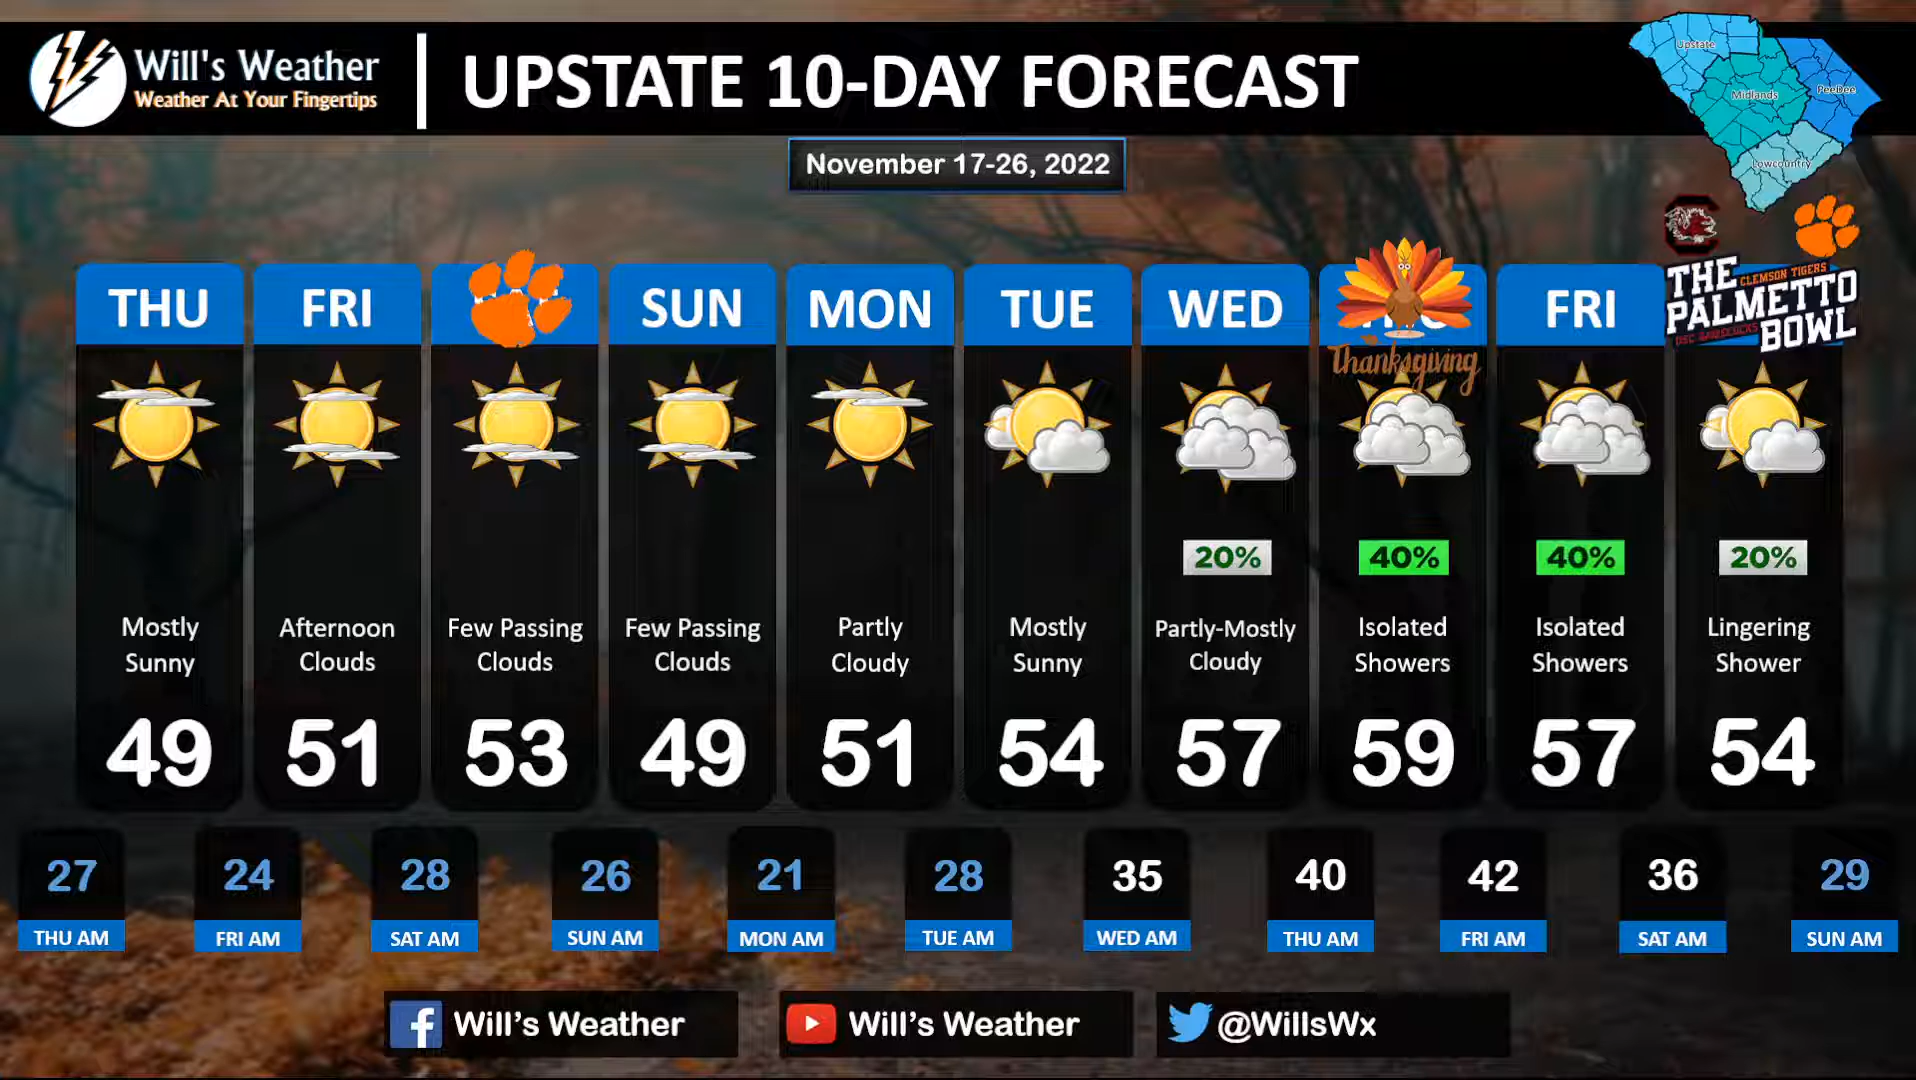 Will's Weather
Weather At Your Fingertips
UPSTATE 10-DAY FORECAST
Upstate
Midlands
PeeDee
Lowcountry
November 17-26, 2022
THU
FRI
SUN
MON
TUE
WED
Thanksgiving
FRI
THE
CLEMSON TIGERS
PALMETTO
USC GAMECOCKS
BOWL
20%
40%
40%
20%
Mostly
Sunny
Afternoon
Clouds
Few Passing
Clouds
Few Passing
Clouds
Partly
Cloudy
Mostly
Sunny
Partly-Mostly
Cloudy
Isolated
Showers
Isolated
Showers
Lingering
Shower
49
51
53
49
51
54
57
59
57
54
27
24
28
26
21
28
35
40
42
36
29
THU AM
FRI AM
SAT AM
SUN AM
MON AM
TUE AM
WED AM
THU AM
FRI AM
SAT AM
SUN AM
Will's Weather
Will's Weather
@WillsWx